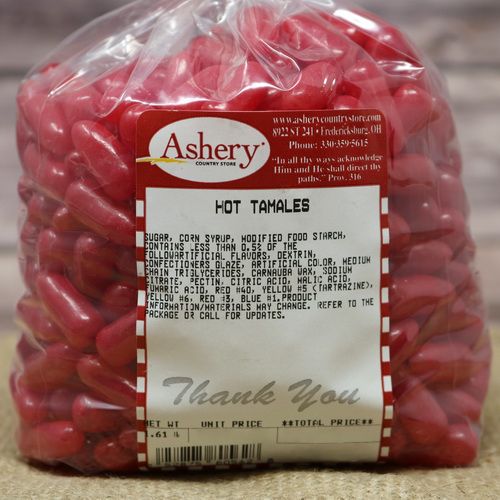 Ashery
COUNTRY STORE
www.asherycountrystore.com
8922 ST 241 • Fredericksburg, OH
Phone: 330-359-5615
"In all thy ways acknowledge
Him and He shall direct thy
paths." Prov. 316
HOT TAMALES
SUGAR, CORN SYRUP, MODIFIED FOOD STARCH,
CONTAINS LESS THAN 0.5% OF THE
FOLLOWARTIFICIAL FLAVORS, DEXTRIN,
CONFECTIONERS GLAZE, ARTIFICIAL COLOR, MEDIUM
CHAIN TRIGLYCERIDES, CARNAUBA WAX, SODIUM
CITRATE, PECTIN, CITRIC ACID, MALIC ACID,
FUMARIC ACID, RED #40, YELLOW #5 (TARTRAZINE),
YELLOW #6, RED #3, BLUE #1.PRODUCT
INFORMATION/MATERIALS MAY CHANGE. REFER TO THE
PACKAGE OR CALL FOR UPDATES.
Thank You
NET WT UNIT PRICE **TOTAL PRICE**
.61 lb